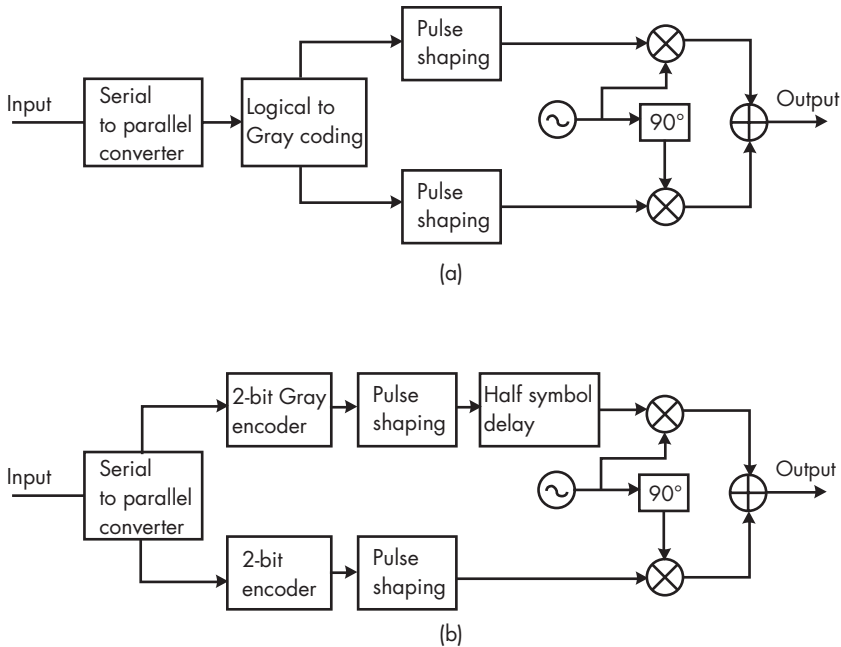 Pulse
shaping
Input
Serial
to parallel
converter
Logical to
Gray coding
90°
Output
Pulse
shaping
(a)
2-bit Gray
encoder
Pulse
shaping
Half symbol
delay
Input
Serial
to parallel
converter
90°
Output
2-bit
encoder
Pulse
shaping
(b)